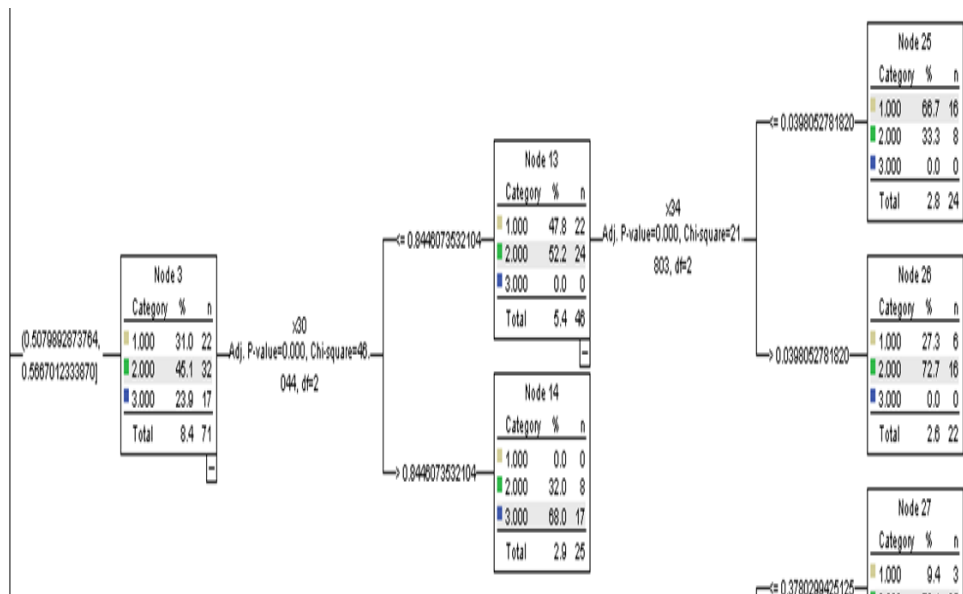 (0.5079892873764,
0.5667012333870]
Node 3
Category % n
1.000 31.0 22
2.000 45.1 32
3.000 23.9 17
Total 8.4 71
x30
Adj. P-value=0.000, Chi-square=46.
044, df=2
<= 0.8446073532104
Node 13
Category % n
1.000 47.8 22
2.000 52.2 24
3.000 0.0 0
Total 5.4 46
> 0.8446073532104
Node 14
Category % n
1.000 0.0 0
2.000 32.0 8
3.000 68.0 17
Total 2.9 25
x34
Adj. P-value=0.000, Chi-square=21.
803, df=2
<= 0.0398052781820
Node 25
Category % n
1.000 66.7 16
2.000 33.3 8
3.000 0.0 0
Total 2.8 24
> 0.0398052781820
Node 26
Category % n
1.000 27.3 6
2.000 72.7 16
3.000 0.0 0
Total 2.6 22
<= 0.3780299425125
Node 27
Category % n
1.000 9.4 3